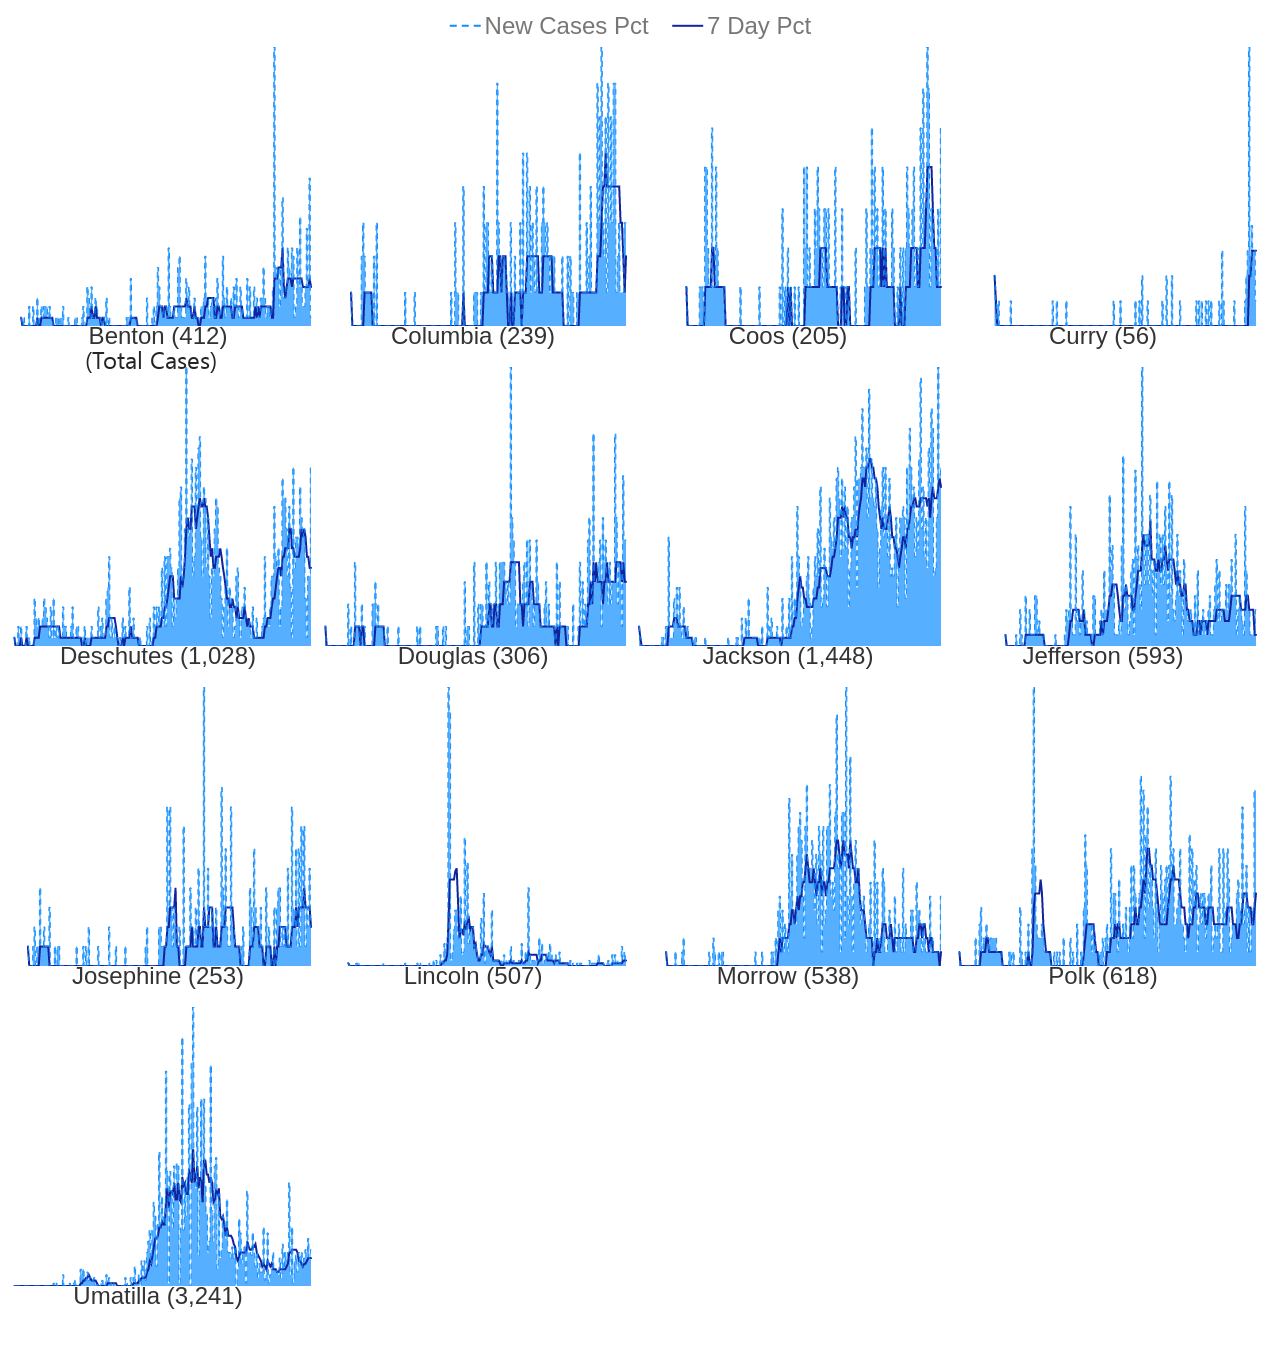 New Cases Pct 7 Day Pct
Benton (412) Columbia (239) Coos (205) Curry (56)
(Total Cases)
Deschutes (1,028) Douglas (306) Jackson (1,448) Jefferson (593)
Josephine (253) Lincoln (507) Morrow (538) Polk (618)
Umatilla (3,241)